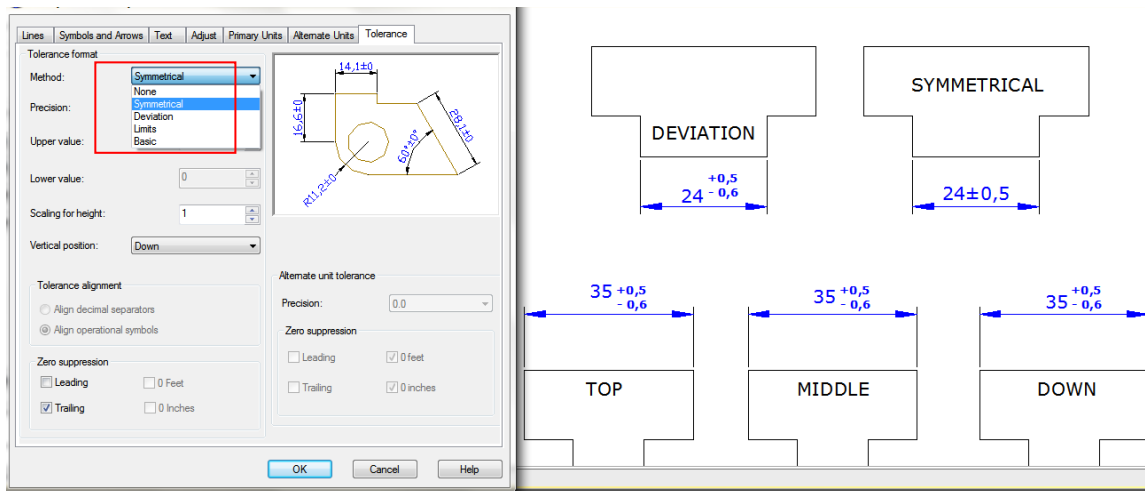 Lines Symbols and Arrows Text Adjust Primary Units Alternate Units Tolerance
Tolerance format
Method: Symmetrical
None
Symmetrical
Deviation
Limits
Basic
Precision:
Upper value:
Lower value: 0
Scaling for height: 1
Vertical position: Down
Tolerance alignment
Align decimal separators
Align operational symbols
Zero suppression
Leading 0 Feet
Trailing 0 Inches
14,1±0
16,6±0
28,1±0
60°±0°
R11,2±0
Alternate unit tolerance
Precision: 0.0
Zero suppression
Leading 0 feet
Trailing 0 inches
OK Cancel Help
DEVIATION
24 +0,5
- 0,6
SYMMETRICAL
24±0,5
35 +0,5
- 0,6
TOP
35 +0,5
- 0,6
MIDDLE
35 +0,5
- 0,6
DOWN